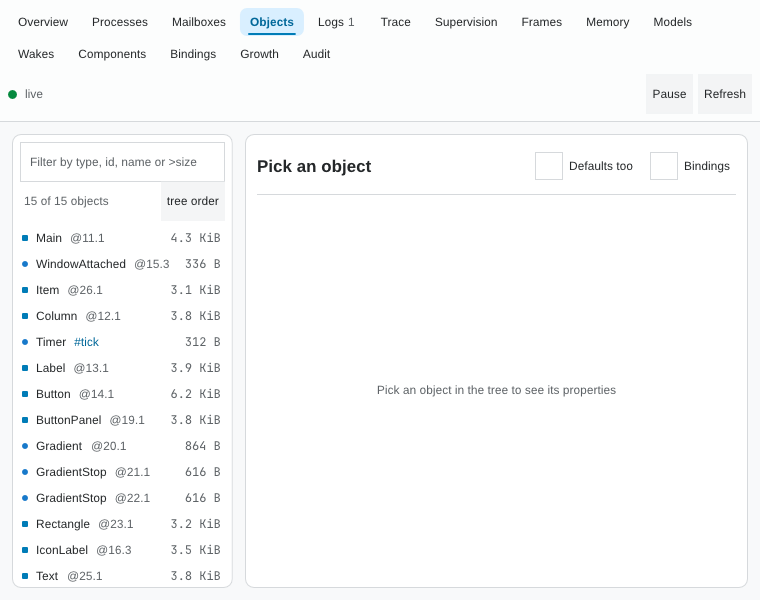 Overview Processes Mailboxes Objects Logs 1 Trace Supervision Frames Memory Models
Wakes Components Bindings Growth Audit
live Pause Refresh
Filter by type, id, name or >size
15 of 15 objects tree order
Main @11.1 4.3 KiB
WindowAttached @15.3 336 B
Item @26.1 3.1 KiB
Column @12.1 3.8 KiB
Timer #tick 312 B
Label @13.1 3.9 KiB
Button @14.1 6.2 KiB
ButtonPanel @19.1 3.8 KiB
Gradient @20.1 864 B
GradientStop @21.1 616 B
GradientStop @22.1 616 B
Rectangle @23.1 3.2 KiB
IconLabel @16.3 3.5 KiB
Text @25.1 3.8 KiB
Pick an object Defaults too Bindings
Pick an object in the tree to see its properties